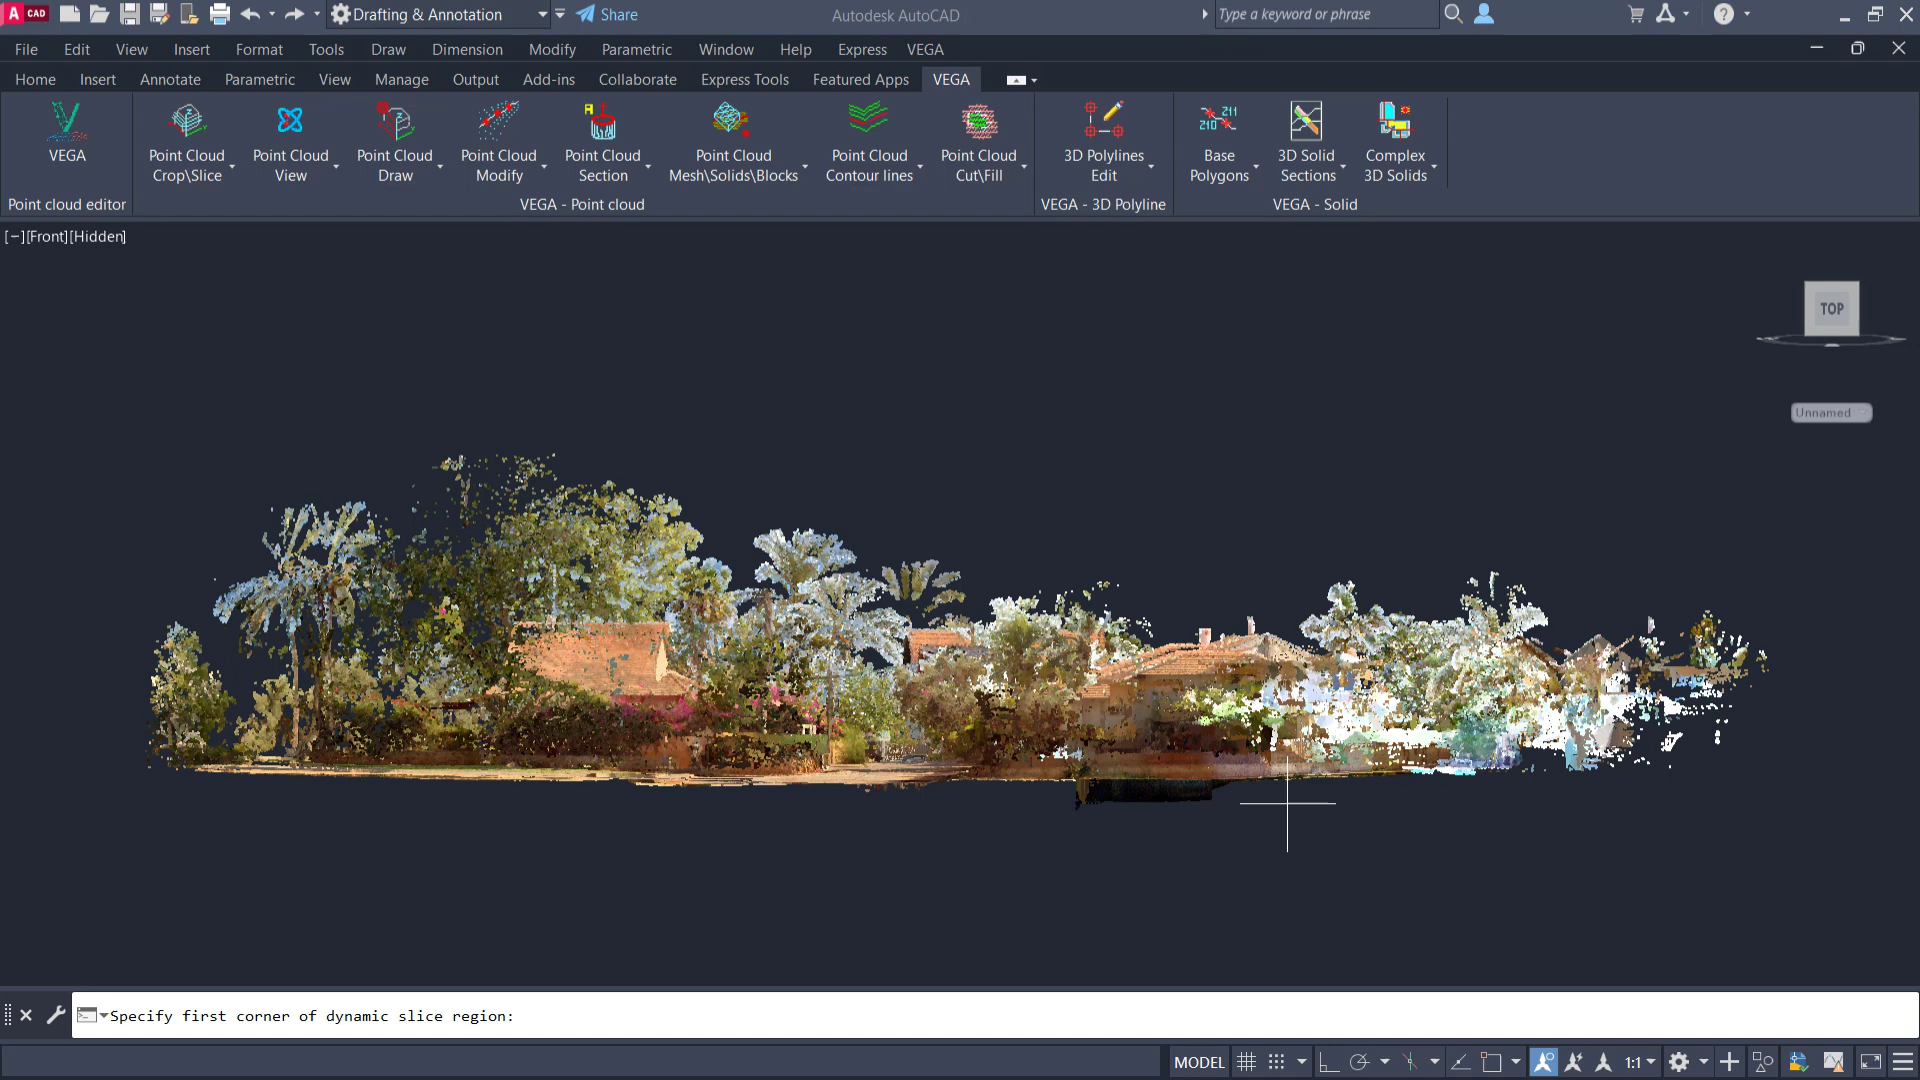 A CAD
Drafting & Annotation
Share
Autodesk AutoCAD
Type a keyword or phrase
File Edit View Insert Format Tools Draw Dimension Modify Parametric Window Help Express VEGA
Home Insert Annotate Parametric View Manage Output Add-ins Collaborate Express Tools Featured Apps VEGA
VEGA
Point Cloud
Crop\Slice
Point Cloud
View
Point Cloud
Draw
Point Cloud
Modify
Point Cloud
Section
Point Cloud
Mesh\Solids\Blocks
Point Cloud
Contour lines
Point Cloud
Cut\Fill
3D Polylines
Edit
211
210
Base
Polygons
3D Solid
Sections
Complex
3D Solids
Point cloud editor
VEGA - Point cloud
VEGA - 3D Polyline
VEGA - Solid
[−][Front][Hidden]
TOP
Unnamed
Specify first corner of dynamic slice region:
MODEL
1:1